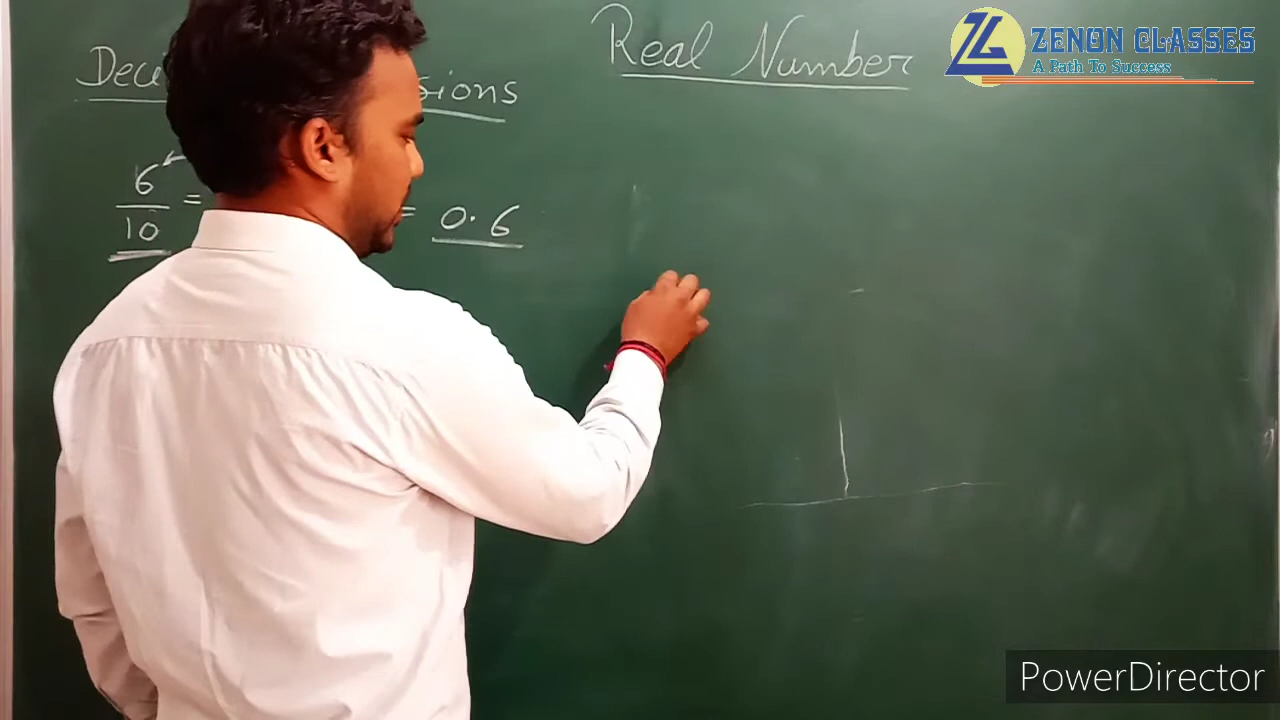 Real Number
ZENON CLASSES
A Path To Success
6/10 = = 0.6
PowerDirector